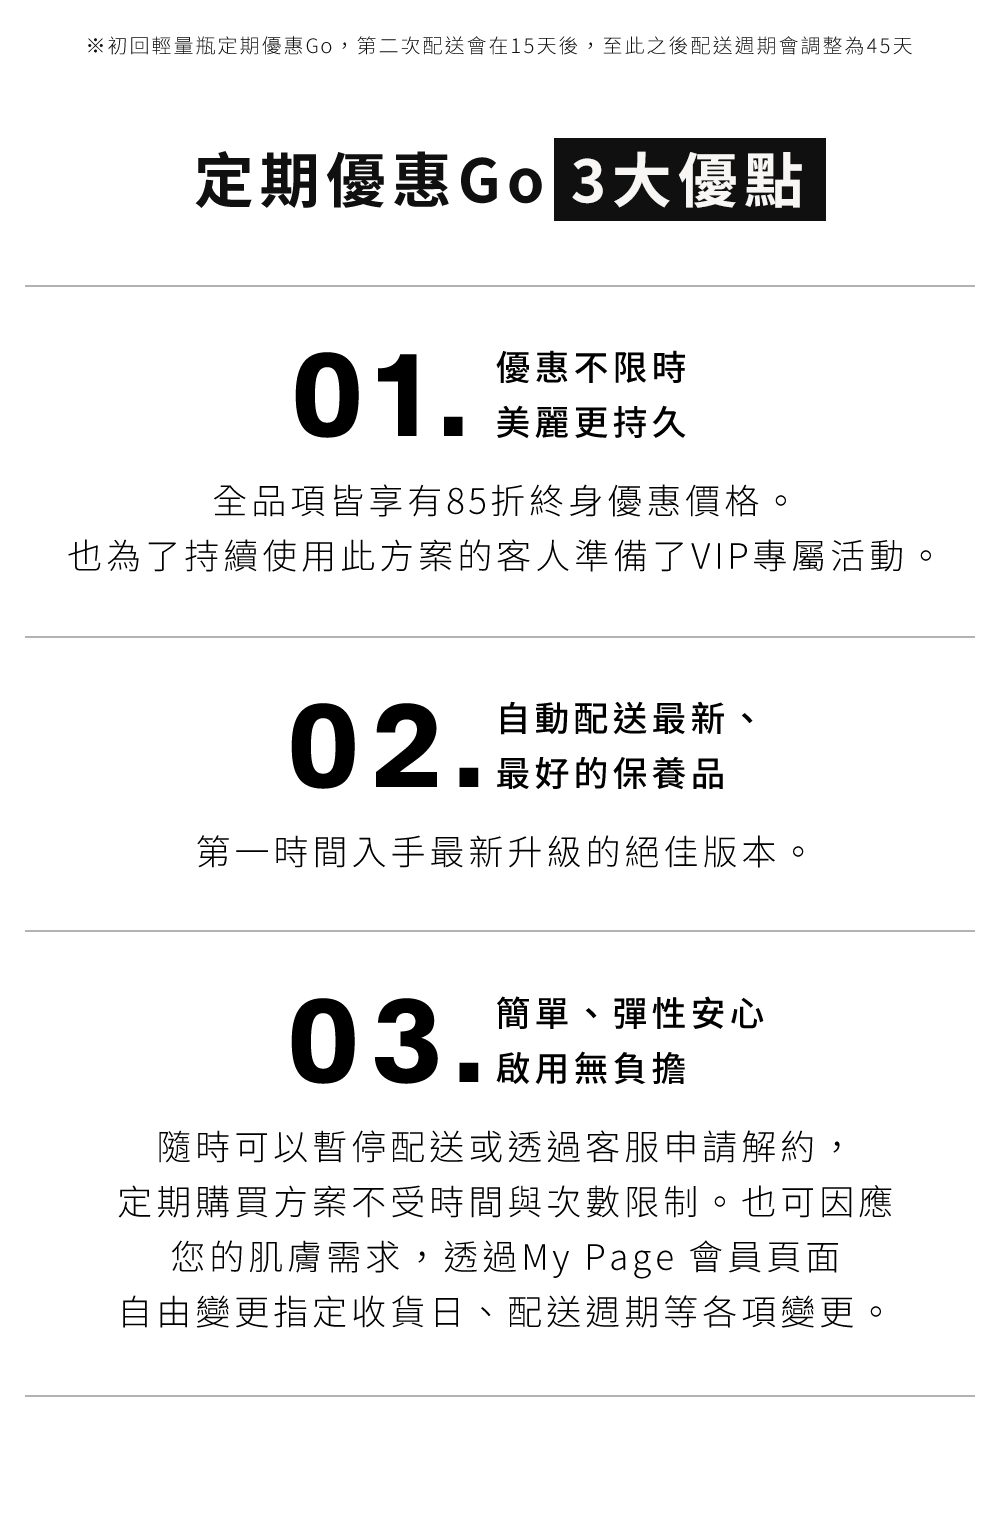 ※初回輕量瓶定期優惠Go，第二次配送會在15天後，至此之後配送週期會調整為45天
定期優惠Go 3大優點
01.
優惠不限時
美麗更持久
全品項皆享有85折終身優惠價格。
也為了持續使用此方案的客人準備了VIP專屬活動。
02.
自動配送最新、
最好的保養品
第一時間入手最新升級的絕佳版本。
03.
簡單、彈性安心
啟用無負擔
隨時可以暫停配送或透過客服申請解約，
定期購買方案不受時間與次數限制。也可因應
您的肌膚需求，透過My Page 會員頁面
自由變更指定收貨日、配送週期等各項變更。